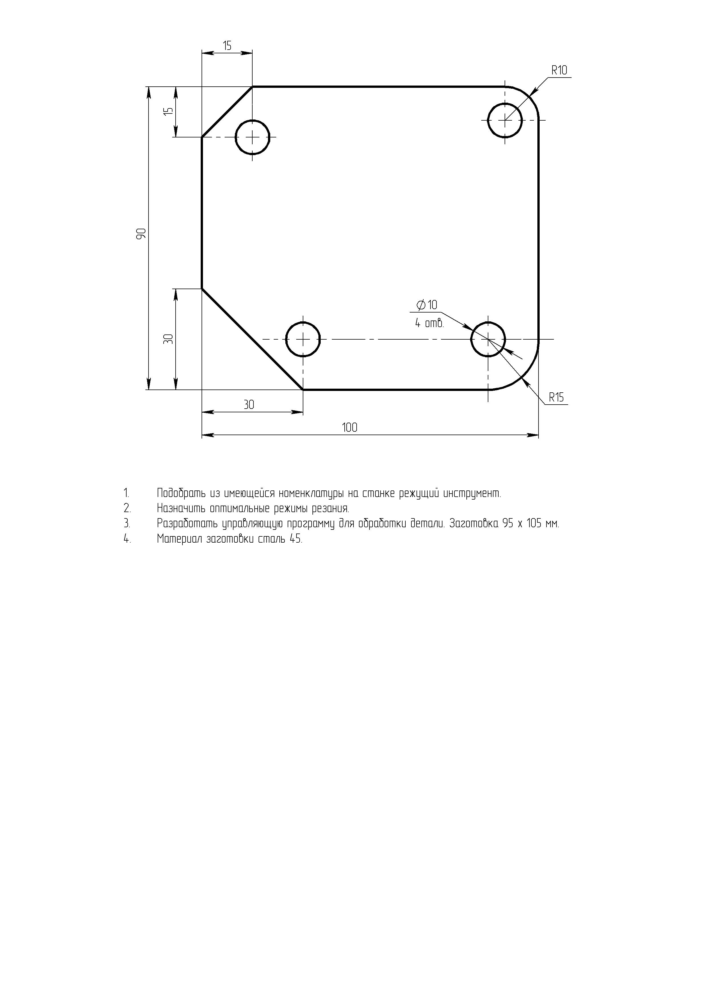 15
R10
15
90
⌀10
4 отв.
30
R15
30
100
1. Подобрать из имеющейся номенклатуры на станке режущий инструмент.
2. Назначить оптимальные режимы резания.
3. Разработать управляющую программу для обработки детали. Заготовка 95 х 105 мм.
4. Материал заготовки сталь 45.